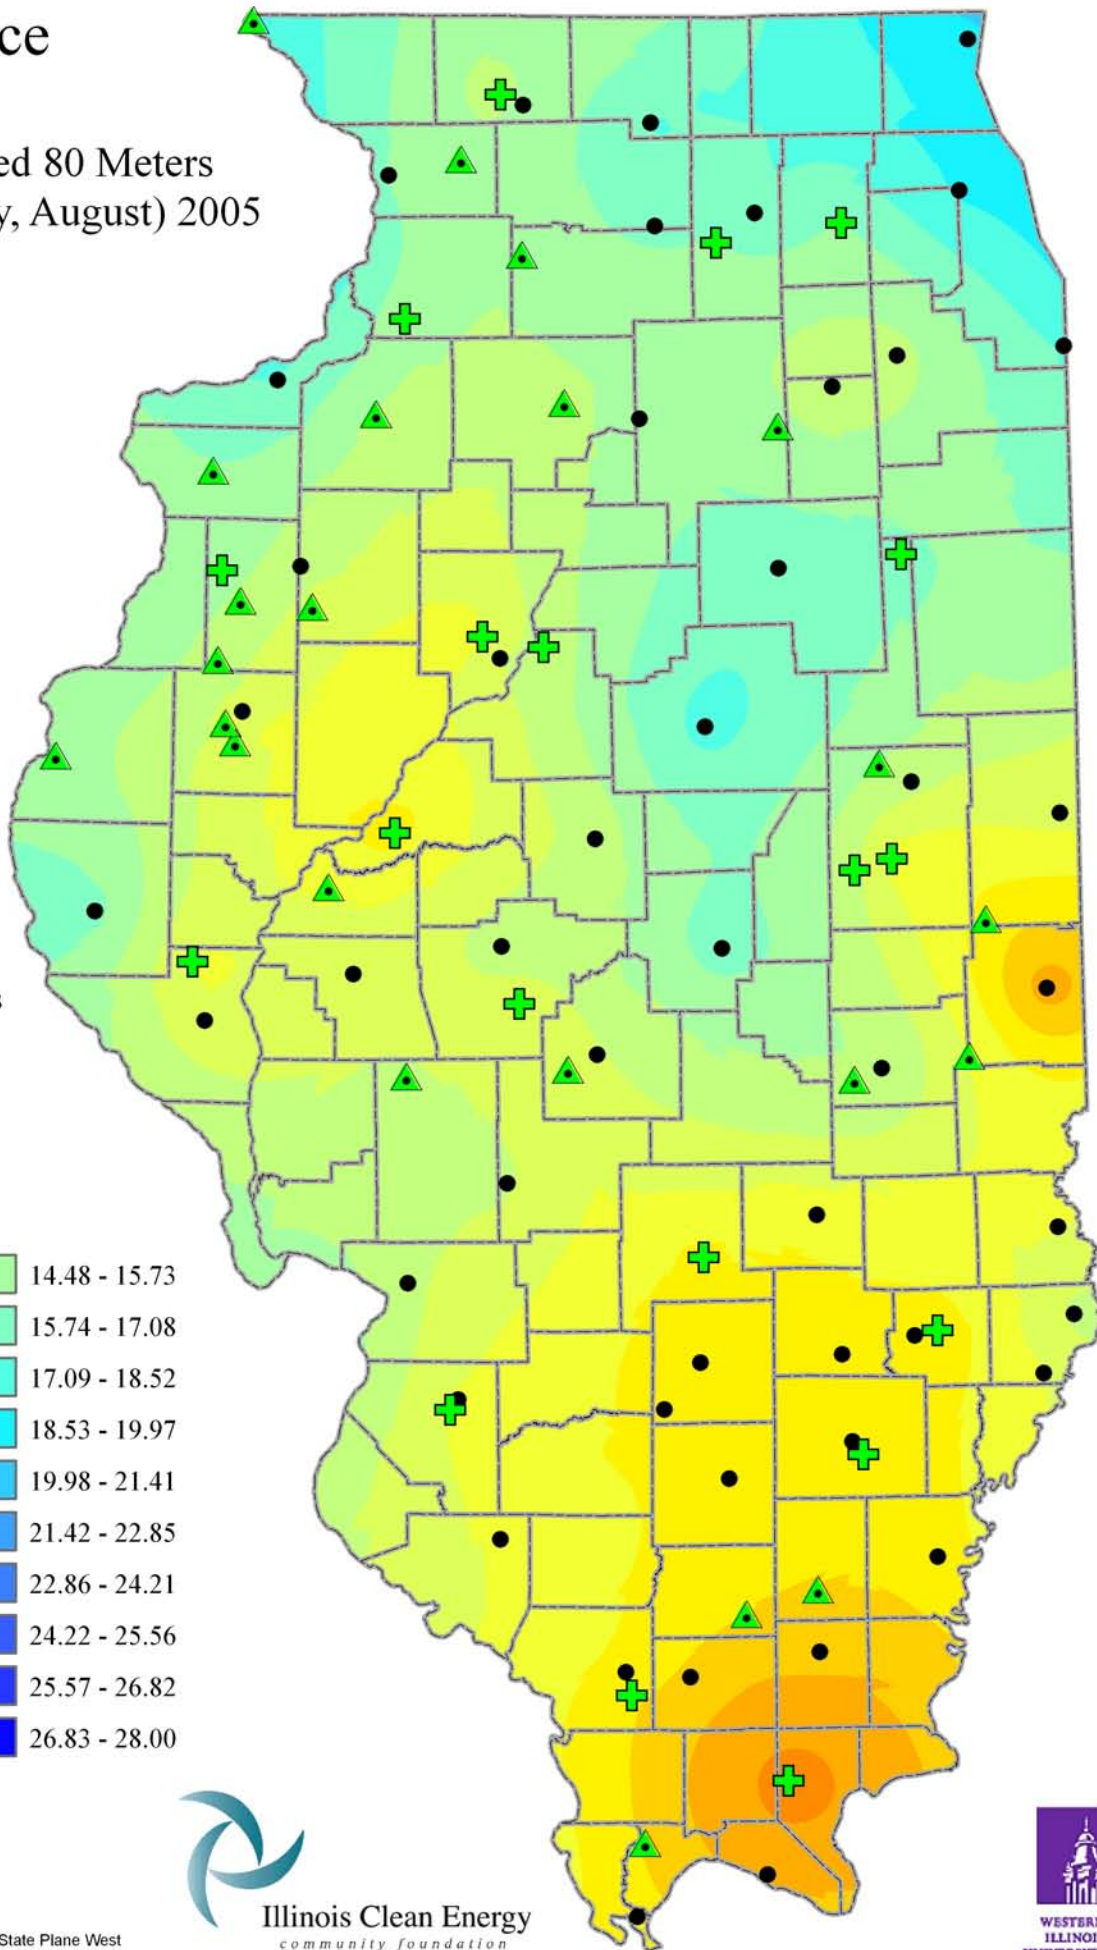 ce
ed 80 Meters
y, August) 2005
s
14.48 - 15.73
15.74 - 17.08
17.09 - 18.52
18.53 - 19.97
19.98 - 21.41
21.42 - 22.85
22.86 - 24.21
24.22 - 25.56
25.57 - 26.82
26.83 - 28.00
Illinois Clean Energy
community foundation
State Plane West
WESTER
ILLINO